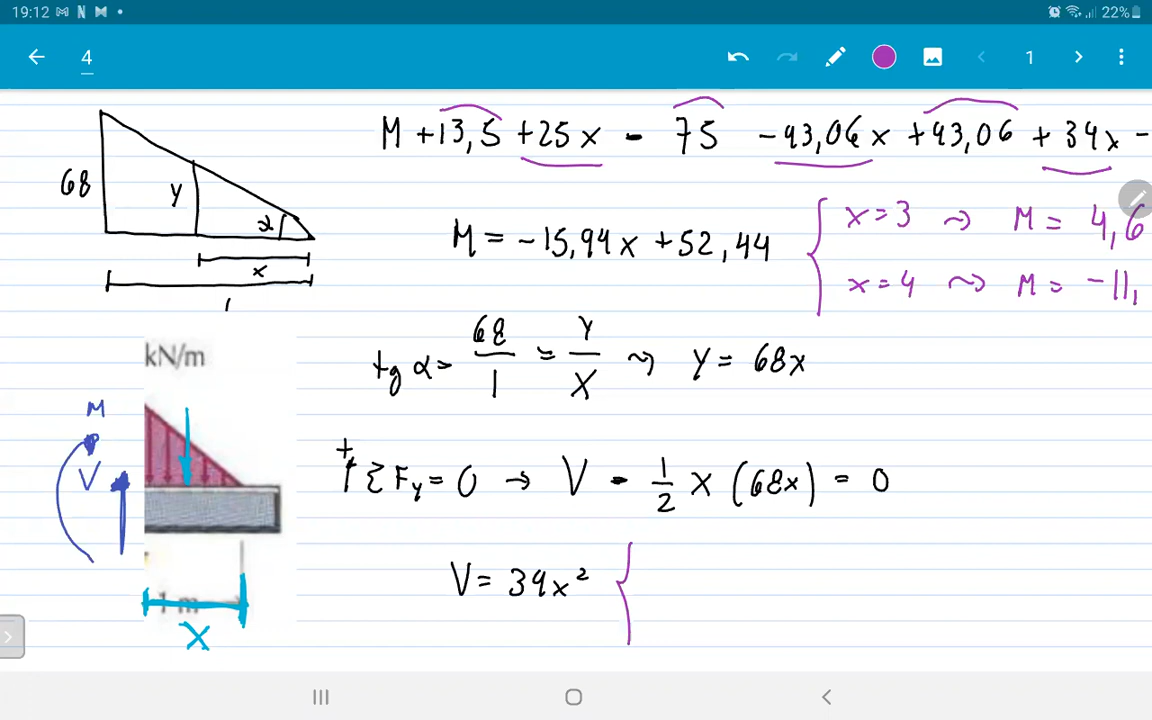 19:12 22%
4 1
M + 13,5 + 25x - 75 - 43,06x + 43,06 + 34x -
68 y α x
M = -15,94x + 52,44
x = 3 ⇝ M = 4,6
x = 4 ⇝ M = -11,
tg α = 68/1 = y/x ⇝ y = 68x
kN/m
M
V
+↑ΣFy = 0 → V - 1/2 x (68x) = 0
V = 34x²
1 m
x